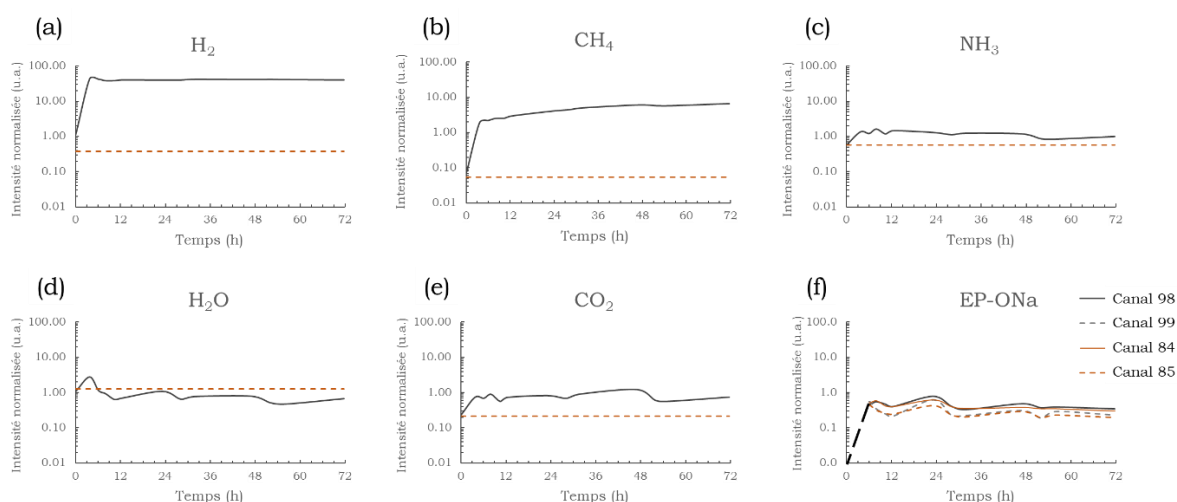 (a)
H₂
Intensité normalisée (u.a.)
100.00
10.00
1.00
0.10
0.01
0 12 24 36 48 60 72
Temps (h)
(b)
CH₄
Intensité normalisée (u.a.)
100.00
10.00
1.00
0.10
0.01
0 12 24 36 48 60 72
Temps (h)
(c)
NH₃
Intensité normalisée (u.a.)
100.00
10.00
1.00
0.10
0.01
0 12 24 36 48 60 72
Temps (h)
(d)
H₂O
Intensité normalisée (u.a.)
100.00
10.00
1.00
0.10
0.01
0 12 24 36 48 60 72
Temps (h)
(e)
CO₂
Intensité normalisée (u.a.)
100.00
10.00
1.00
0.10
0.01
0 12 24 36 48 60 72
Temps (h)
(f)
EP-ONa
Intensité normalisée (u.a.)
100.00
10.00
1.00
0.10
0.0
0 12 24 36 48 60 72
Temps (h)
Canal 98
Canal 99
Canal 84
Canal 85